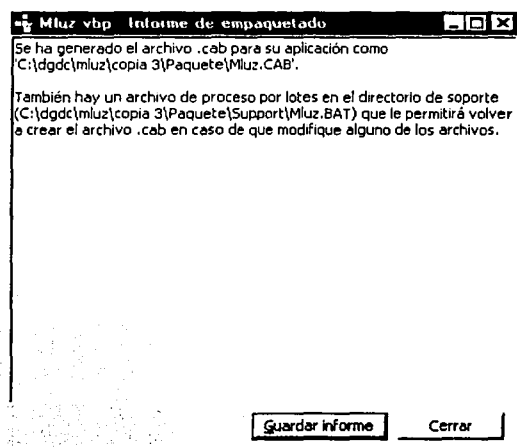 Mluz vbp Informe de empaquetado
Se ha generado el archivo .cab para su aplicación como
'C:\dgdc\mluz\copia 3\Paquete\Mluz.CAB'.
También hay un archivo de proceso por lotes en el directorio de soporte
(C:\dgdc\mluz\copia 3\Paquete\Support\Mluz.BAT) que le permitirá volver
a crear el archivo .cab en caso de que modifique alguno de los archivos.
Guardar informe Cerrar